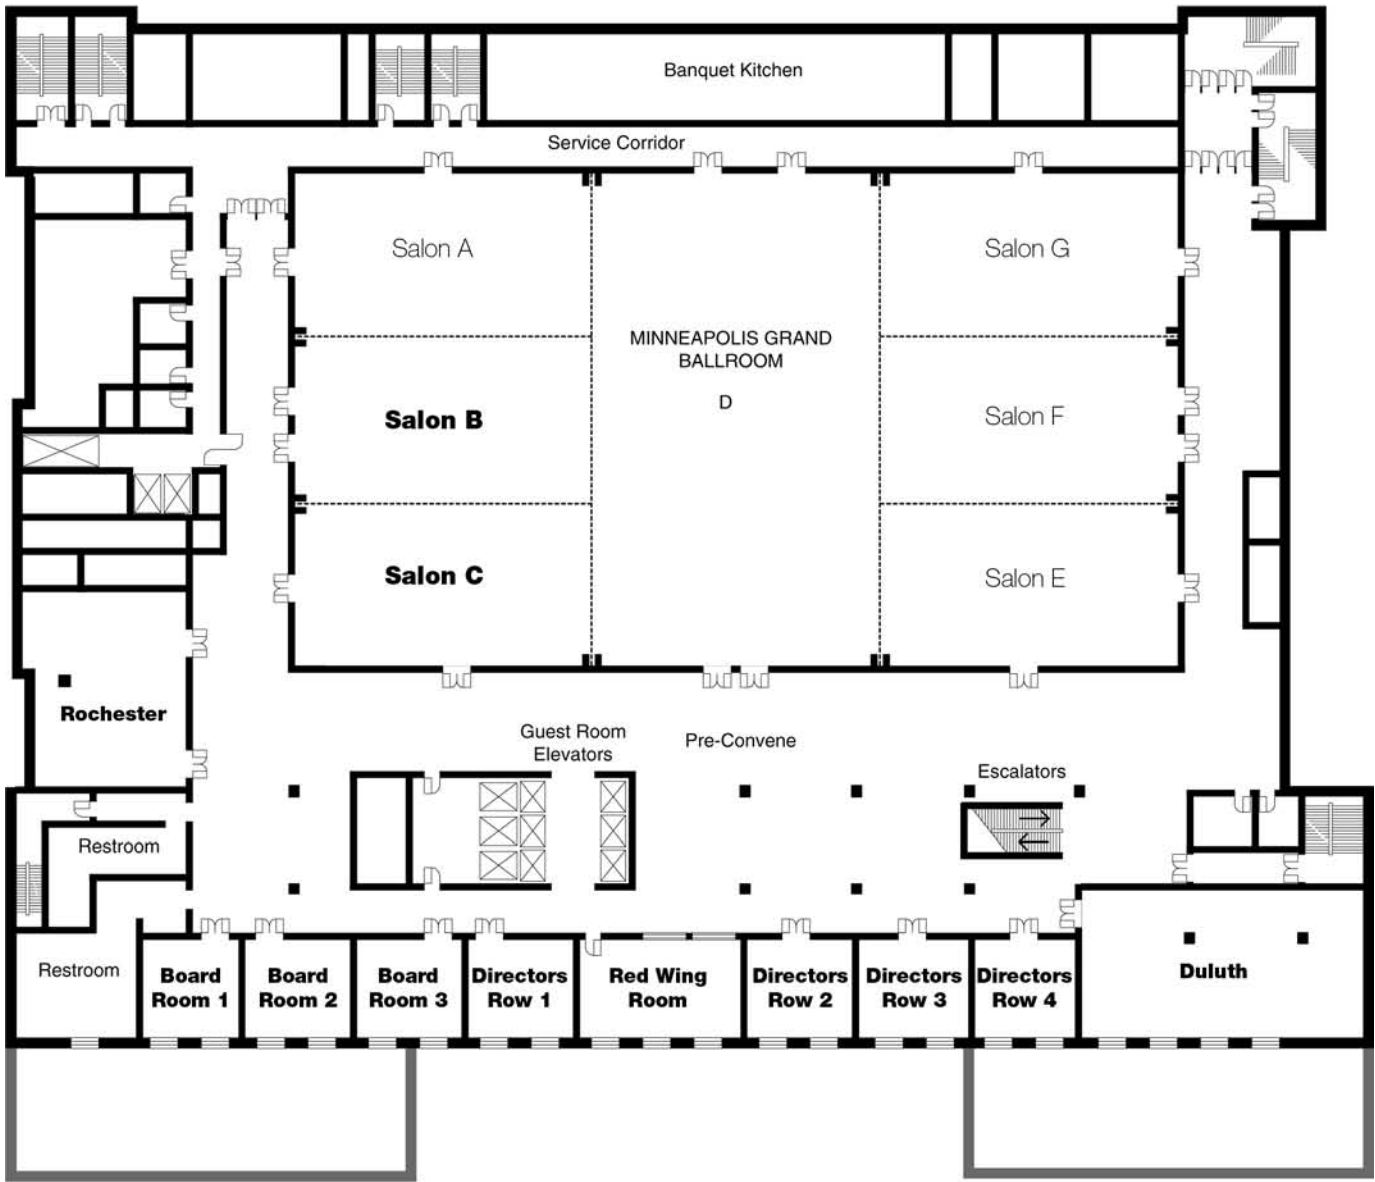 Banquet Kitchen
Service Corridor
Salon A
Salon G
MINNEAPOLIS GRAND
BALLROOM
D
Salon B
Salon F
Salon C
Salon E
Rochester
Guest Room
Elevators
Pre-Convene
Escalators
Restroom
Restroom
Board
Room 1
Board
Room 2
Board
Room 3
Directors
Row 1
Red Wing
Room
Directors
Row 2
Directors
Row 3
Directors
Row 4
Duluth